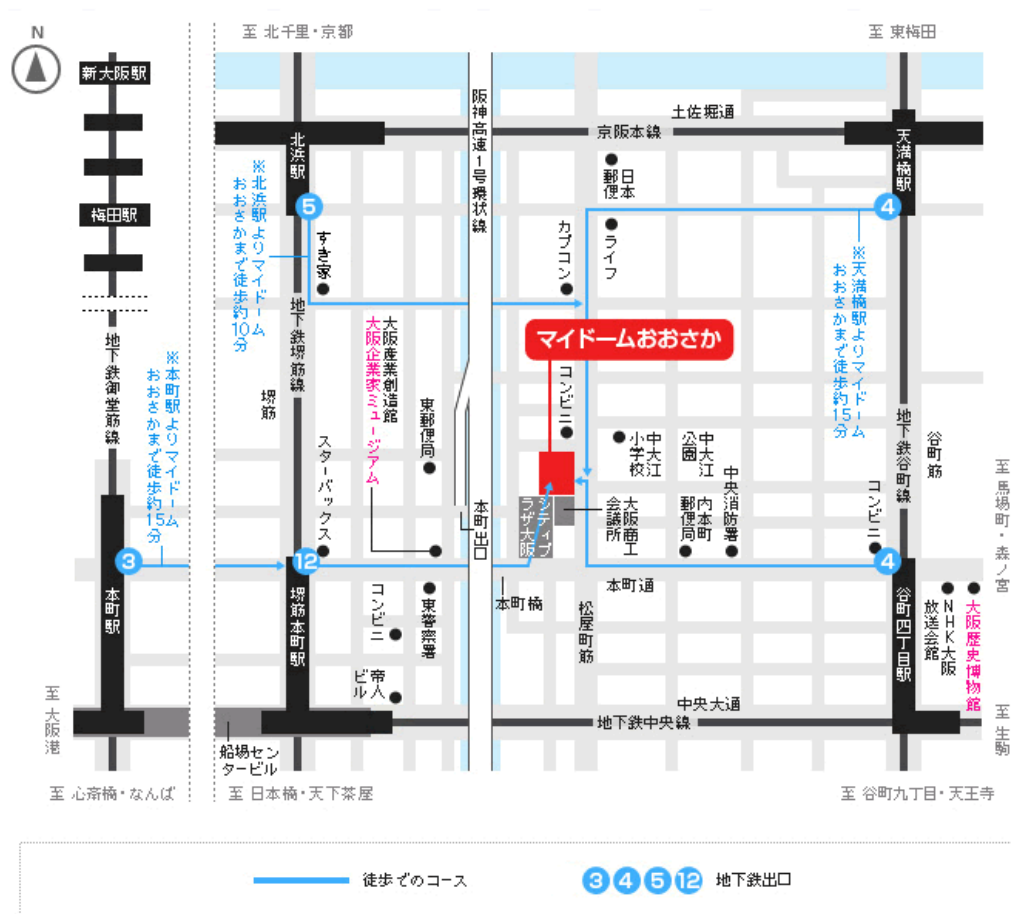 N
至 北千里・京都
至 東梅田
新大阪駅
梅田駅
地下鉄御堂筋線
※本町駅よりマイドーム
おおさかまで徒歩約15分
3
本町駅
至 大阪港
至 心斎橋・なんば
北浜駅
※北浜駅よりマイドーム
おおさかまで徒歩約10分
5
すき家
地下鉄堺筋線
堺筋
スターバックス
12
堺筋本町駅
船場セン
タービル
至 日本橋・天下茶屋
大阪産業創造館
大阪企業家ミュージアム
東郵便局
コンビニ
東警察署
帝人
ビル
阪神高速1号環状線
本町出口
土佐堀通
京阪本線
日本
郵便
ライフ
カプコン
マイドームおおさか
コンビニ
シティプ
ラザ大阪
中大江
小学校
大阪商工
会議所
中大江
公園
内本町
郵便局
中央消防署
本町橋
本町通
松屋町筋
中央大通
地下鉄中央線
天満橋駅
4
※天満橋駅よりマイドーム
おおさかまで徒歩約15分
地下鉄谷町線
谷町筋
コンビニ
4
谷町四丁目駅
NHK大阪
放送会館
大阪歴史博物館
至 馬場町・森ノ宮
至 生駒
至 谷町九丁目・天王寺
徒歩でのコース
3 4 5 12 地下鉄出口